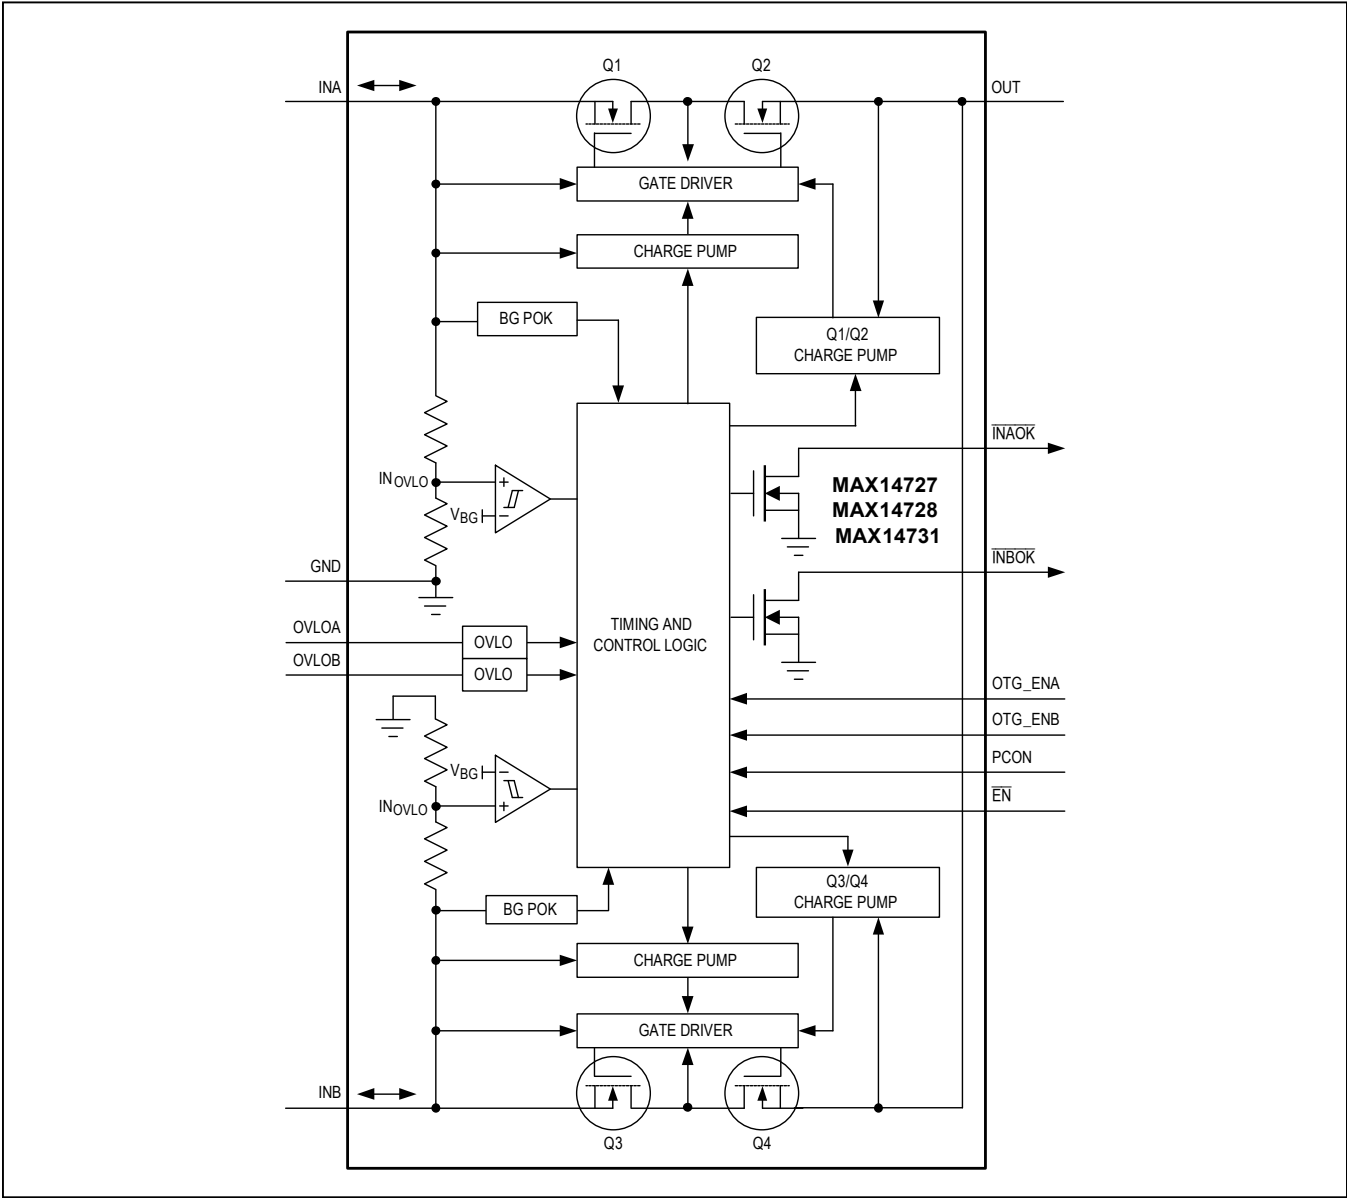 Q1
Q2
INA
OUT
GATE DRIVER
CHARGE PUMP
BG POK
Q1/Q2
CHARGE PUMP
INAOK
INOVLO
+
VBG
−
MAX14727
MAX14728
MAX14731
GND
INBOK
OVLOA
OVLO
OVLOB
OVLO
TIMING AND
CONTROL LOGIC
OTG_ENA
OTG_ENB
VBG
−
PCON
INOVLO
+
EN
Q3/Q4
CHARGE PUMP
BG POK
CHARGE PUMP
GATE DRIVER
INB
Q3
Q4